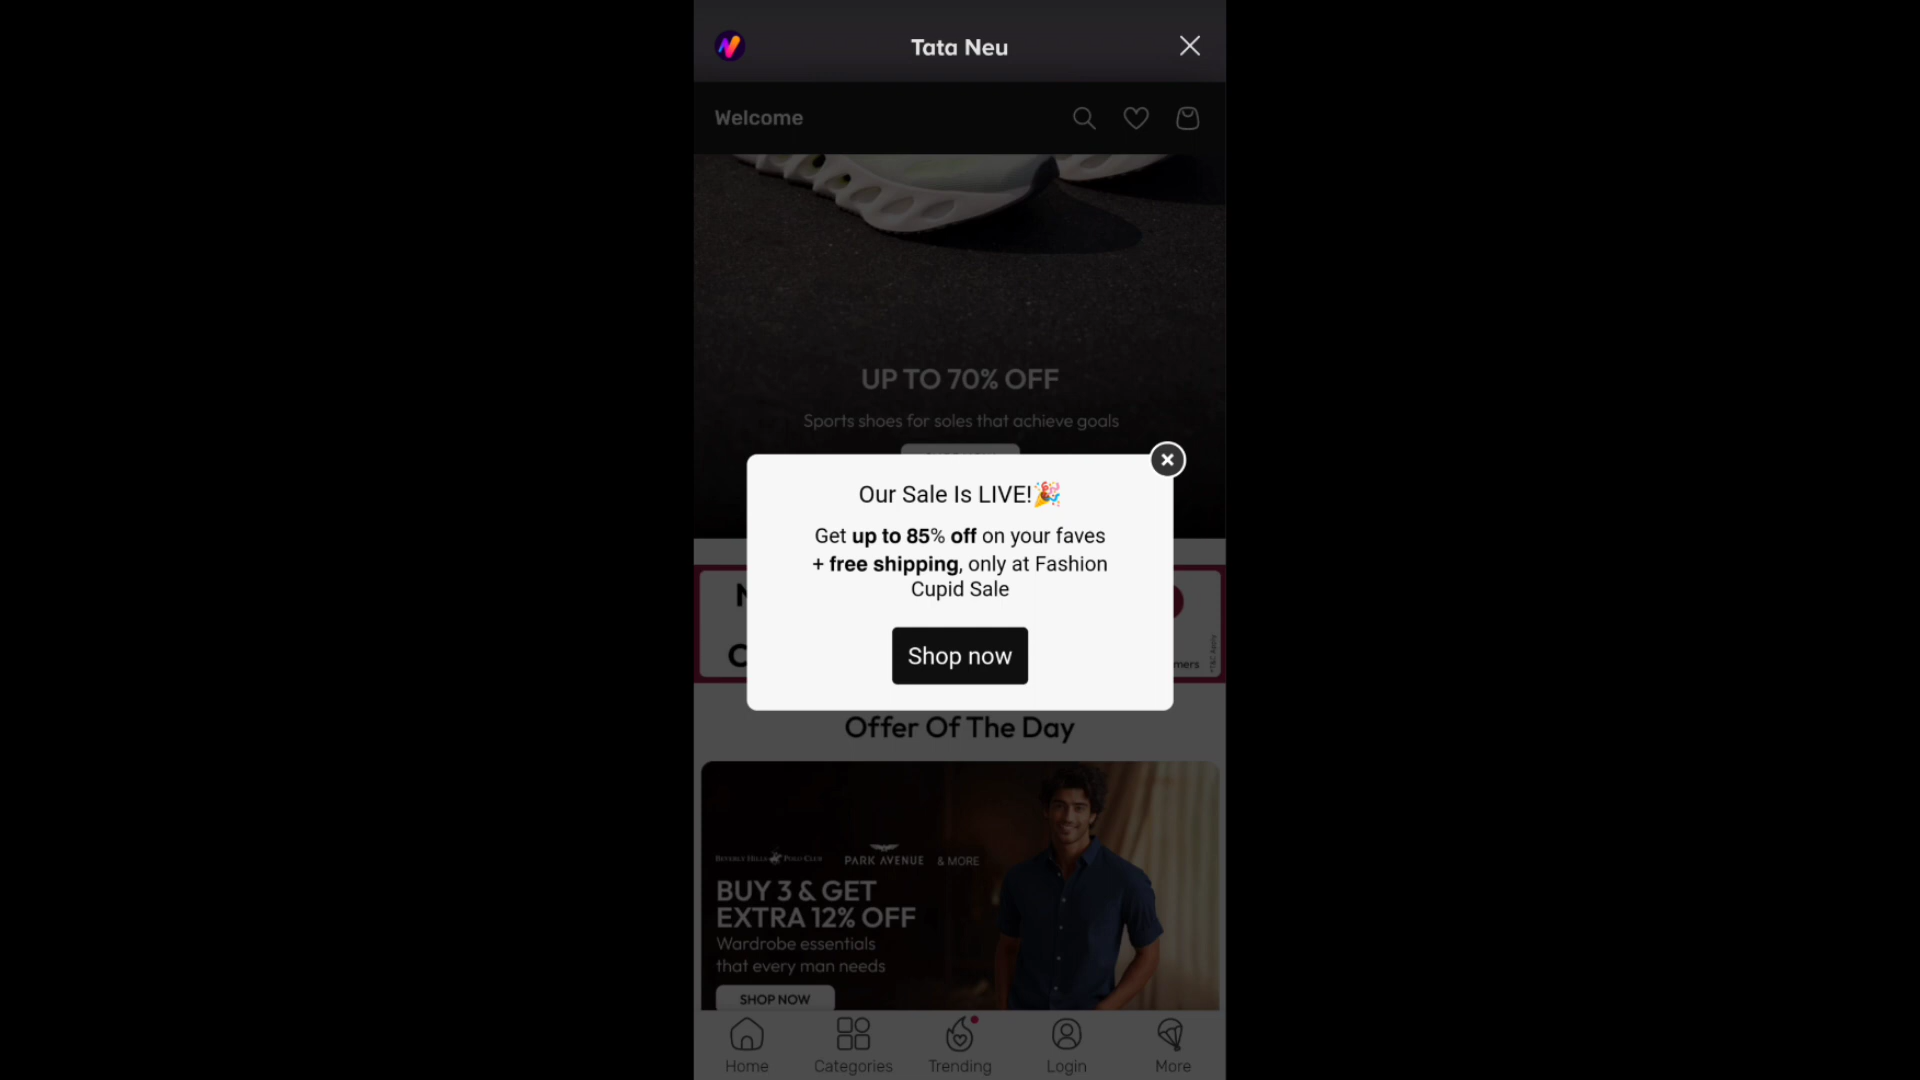 Tata Neu
Welcome
UP TO 70% OFF
Sports shoes for soles that achieve goals
Our Sale Is LIVE!🎉
Get up to 85% off on your faves
+ free shipping, only at Fashion
Cupid Sale
Shop now
*T&C Apply
Offer Of The Day
BEVERLY HILLS POLO CLUB PARK AVENUE & MORE
BUY 3 & GET
EXTRA 12% OFF
Wardrobe essentials
that every man needs
SHOP NOW
Home Categories Trending Login More